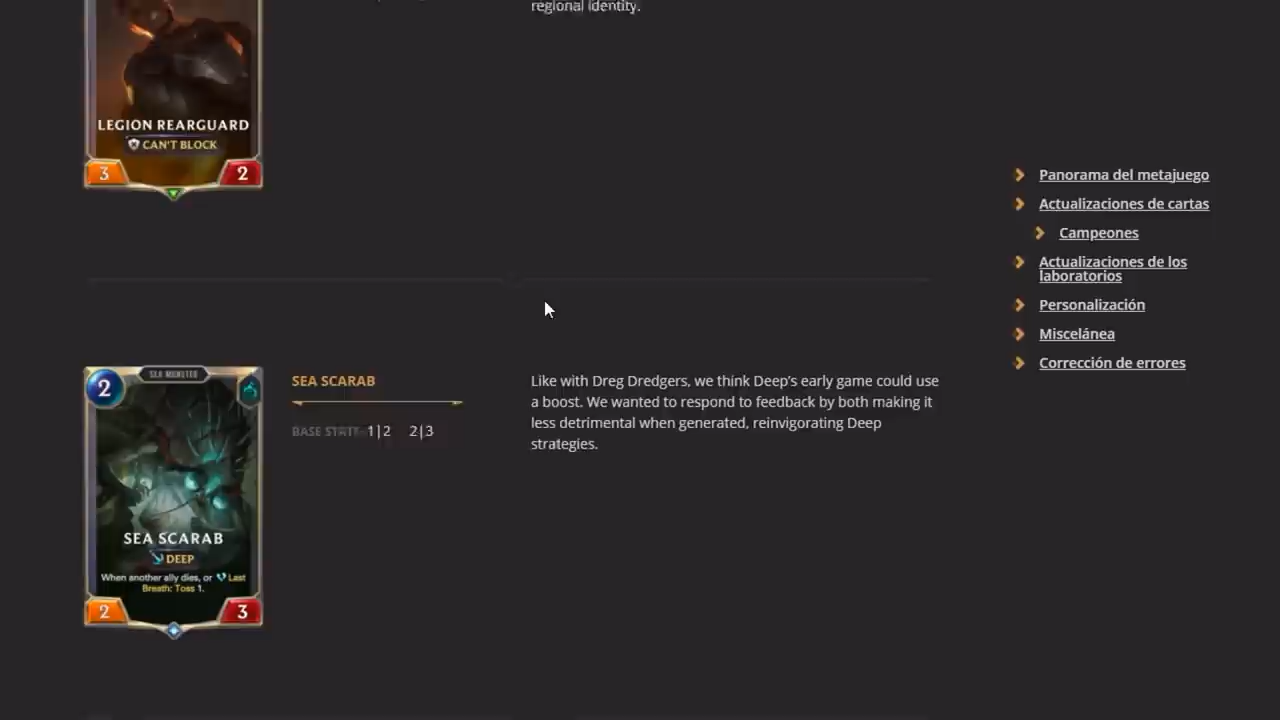 regional identity.
LEGION REARGUARD
CAN'T BLOCK
3
2
Panorama del metajuego
Actualizaciones de cartas
Campeones
Actualizaciones de los
laboratorios
Personalización
Miscelánea
Corrección de errores
2
SEA MONSTER
SEA SCARAB
BASE STATE 1|2 2|3
Like with Dreg Dredgers, we think Deep's early game could use
a boost. We wanted to respond to feedback by both making it
less detrimental when generated, reinvigorating Deep
strategies.
SEA SCARAB
DEEP
When another ally dies, or Last
Breath: Toss 1.
2
3